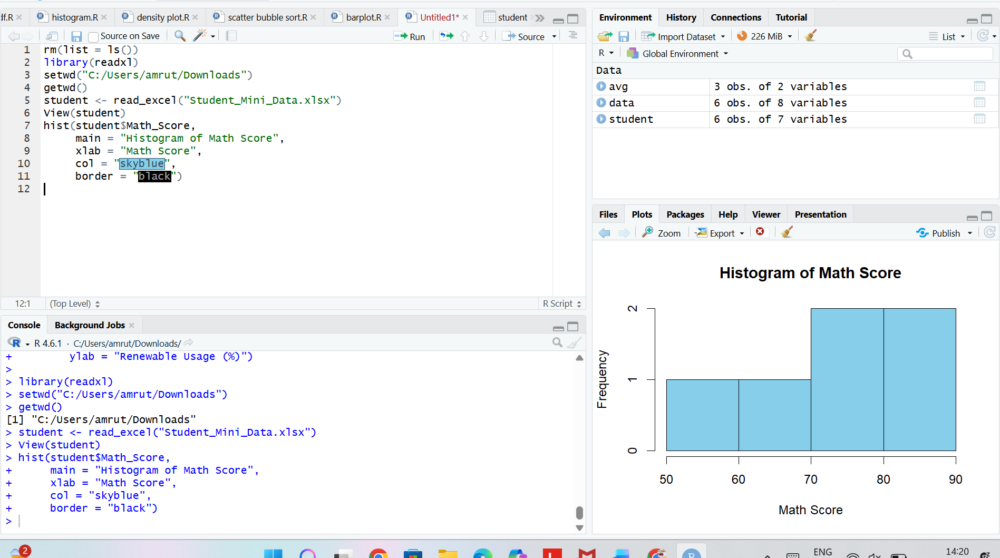 df.R
histogram.R
density plot.R
scatter bubble sort.R
barplot.R
Untitled1*
student
Source on Save
Run
Source
1 rm(list = ls())
2 library(readxl)
3 setwd("C:/Users/amrut/Downloads")
4 getwd()
5 student <- read_excel("Student_Mini_Data.xlsx")
6 View(student)
7 hist(student$Math_Score,
8 main = "Histogram of Math Score",
9 xlab = "Math Score",
10 col = "skyblue",
11 border = "black")
12
12:1 (Top Level) R Script
Console Background Jobs
R 4.6.1 · C:/Users/amrut/Downloads/
+ ylab = "Renewable Usage (%)")
>
> library(readxl)
> setwd("C:/Users/amrut/Downloads")
> getwd()
[1] "C:/Users/amrut/Downloads"
> student <- read_excel("Student_Mini_Data.xlsx")
> View(student)
> hist(student$Math_Score,
+ main = "Histogram of Math Score",
+ xlab = "Math Score",
+ col = "skyblue",
+ border = "black")
>
Environment History Connections Tutorial
Import Dataset 226 MiB List
R Global Environment
Data
avg 3 obs. of 2 variables
data 6 obs. of 8 variables
student 6 obs. of 7 variables
Files Plots Packages Help Viewer Presentation
Zoom Export Publish
Histogram of Math Score
Frequency
2
1
0
50 60 70 80 90
Math Score
2
ENG
14:20